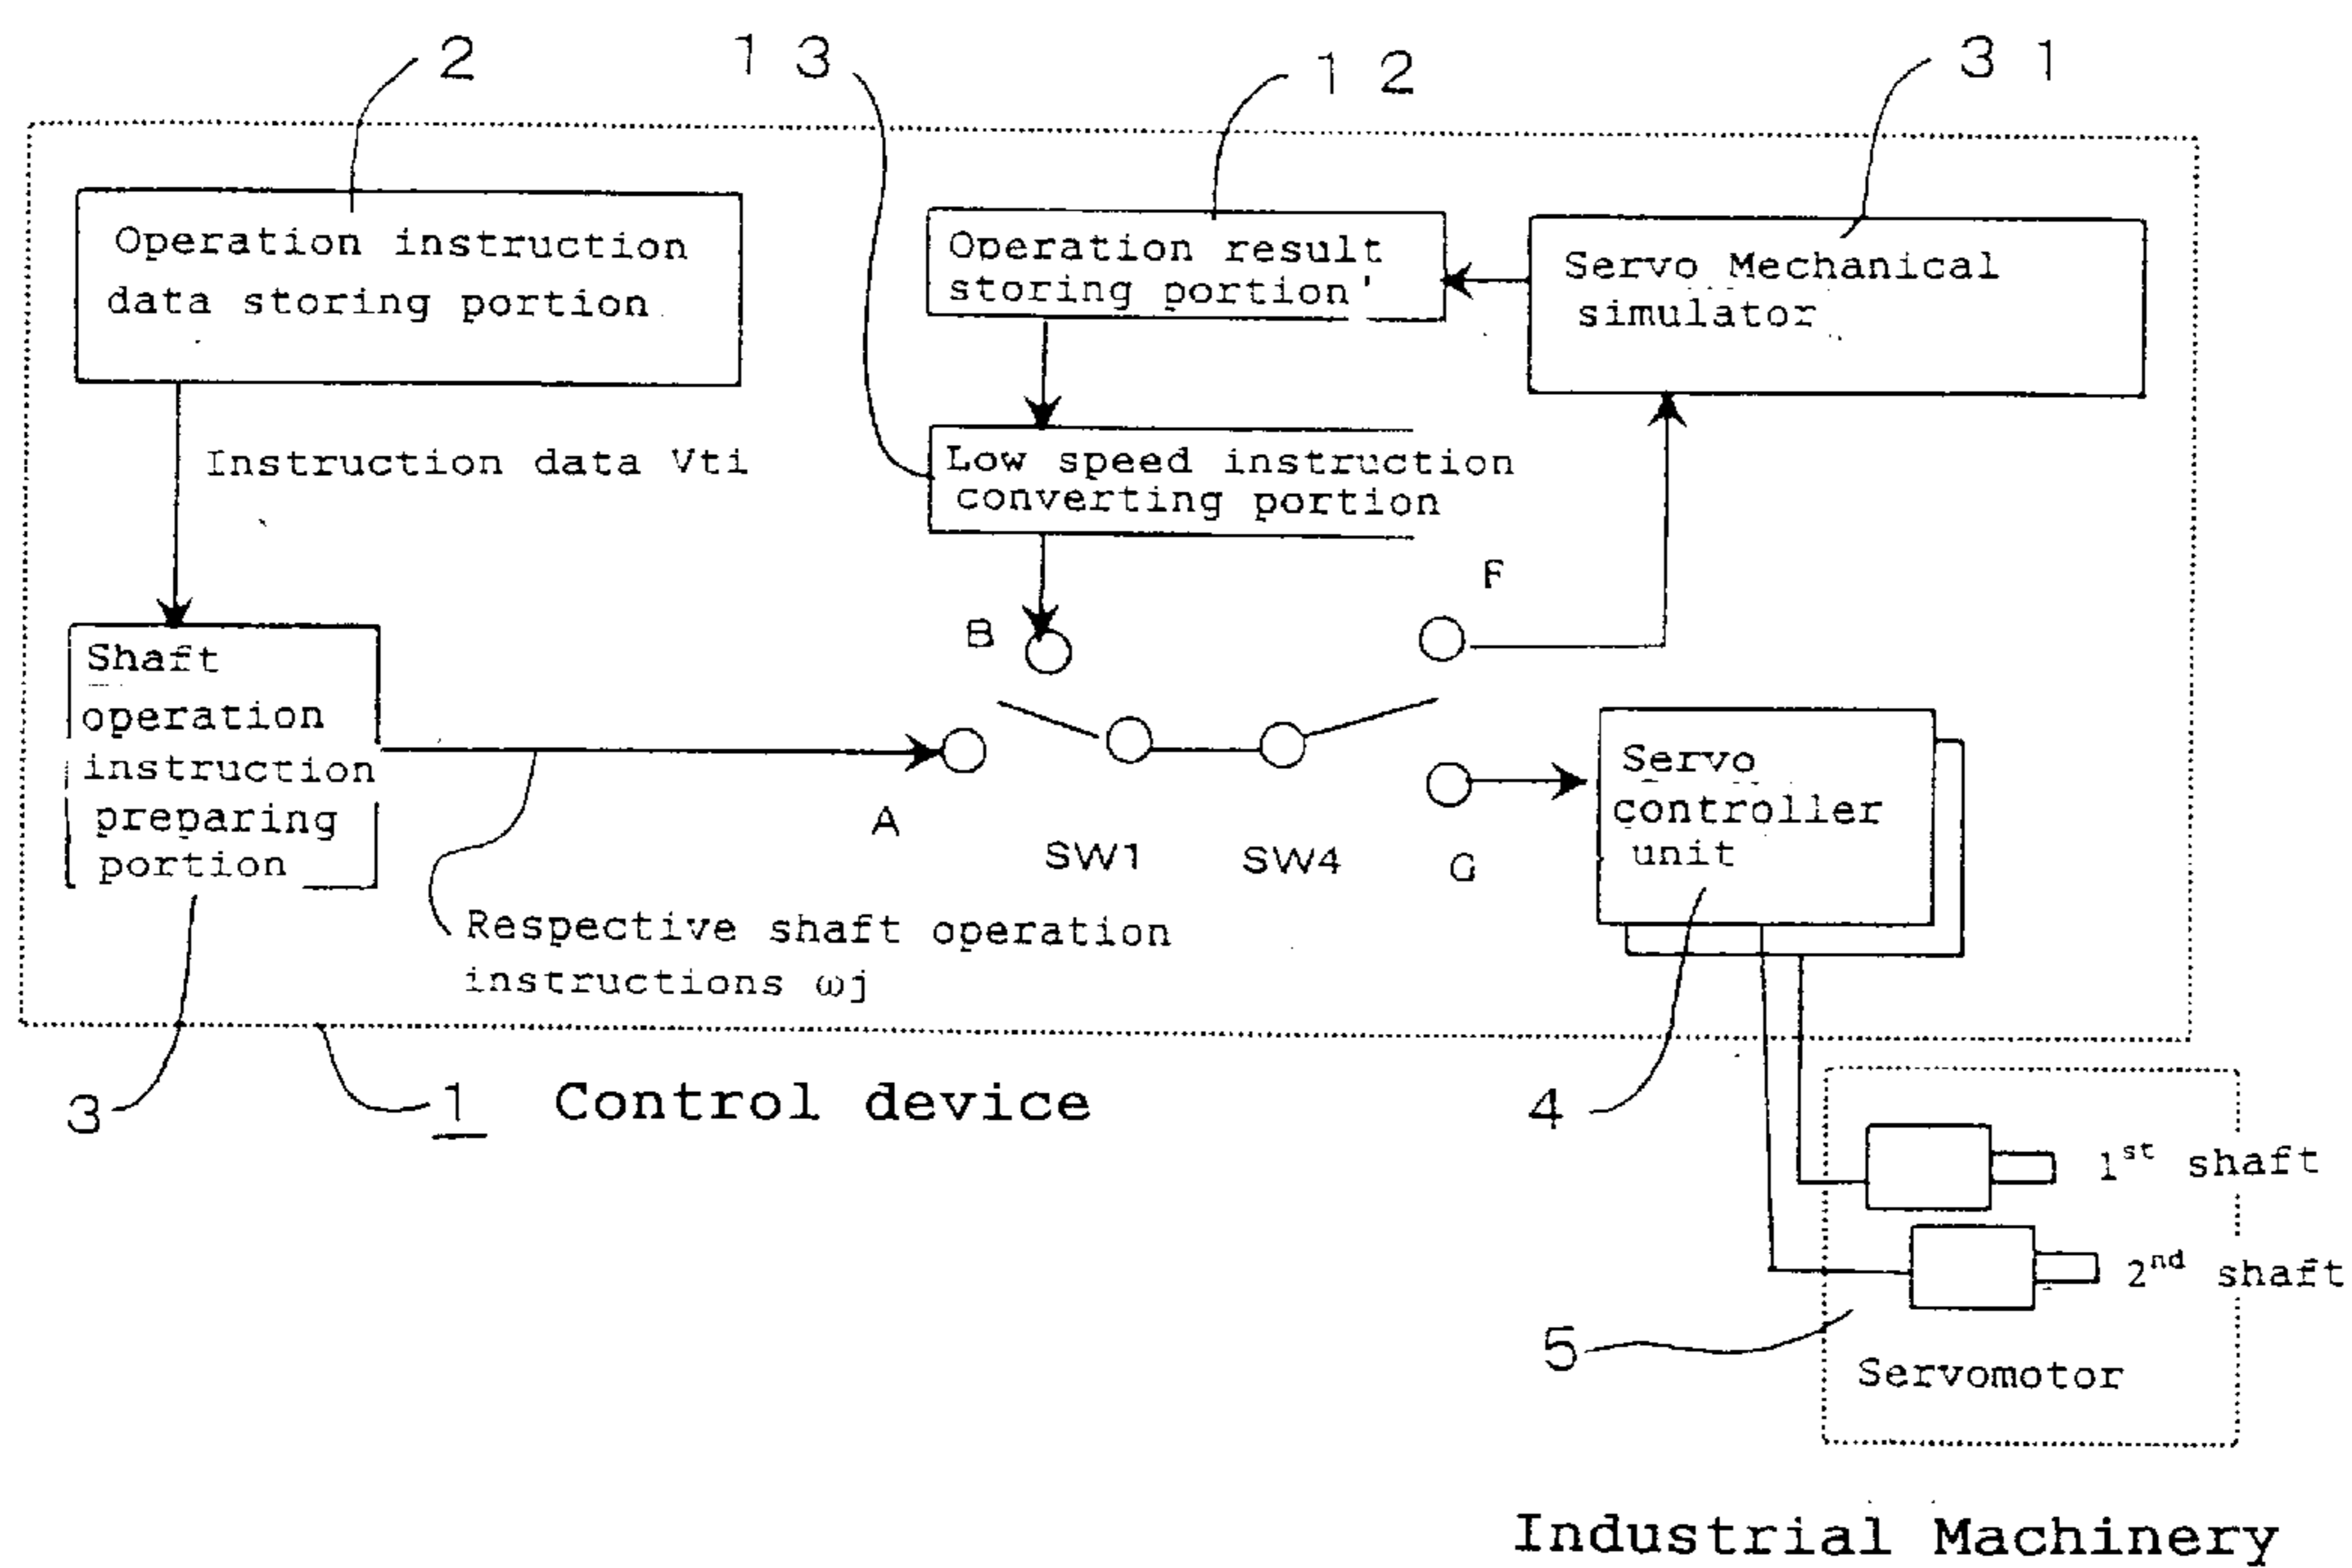 2
1 3
1 2
3 1
Operation instruction
data storing portion
Operation result
storing portion'
Servo Mechanical
simulator
Instruction data Vti
Low speed instruction
converting portion
F
B
Shaft
operation
instruction
preparing
portion
A
SW1
SW4
G
Servo
controller
unit
Respective shaft operation
instructions ωj
3
1 Control device
4
1st shaft
2nd shaft
5
Servomotor
Industrial Machinery